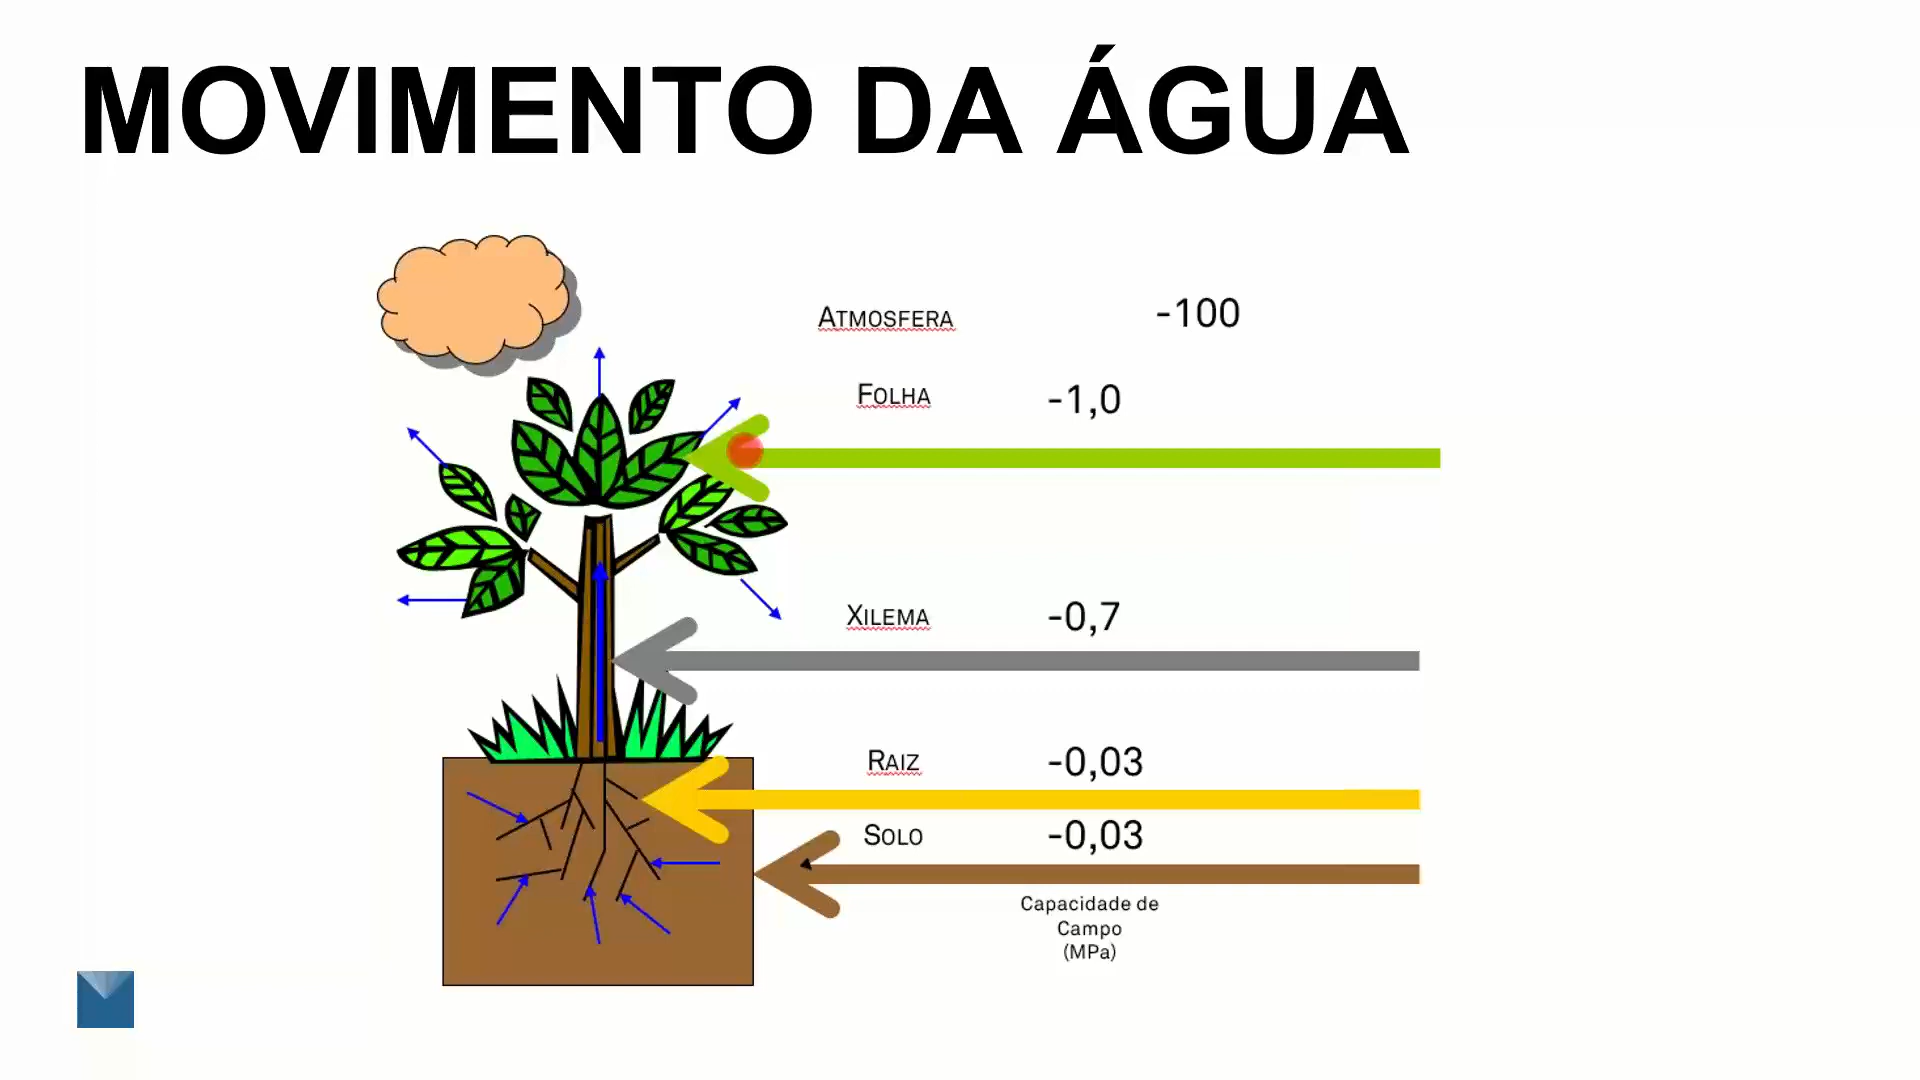 MOVIMENTO DA ÁGUA
ATMOSFERA -100
FOLHA -1,0
XILEMA -0,7
RAIZ -0,03
SOLO -0,03
Capacidade de
Campo
(MPa)